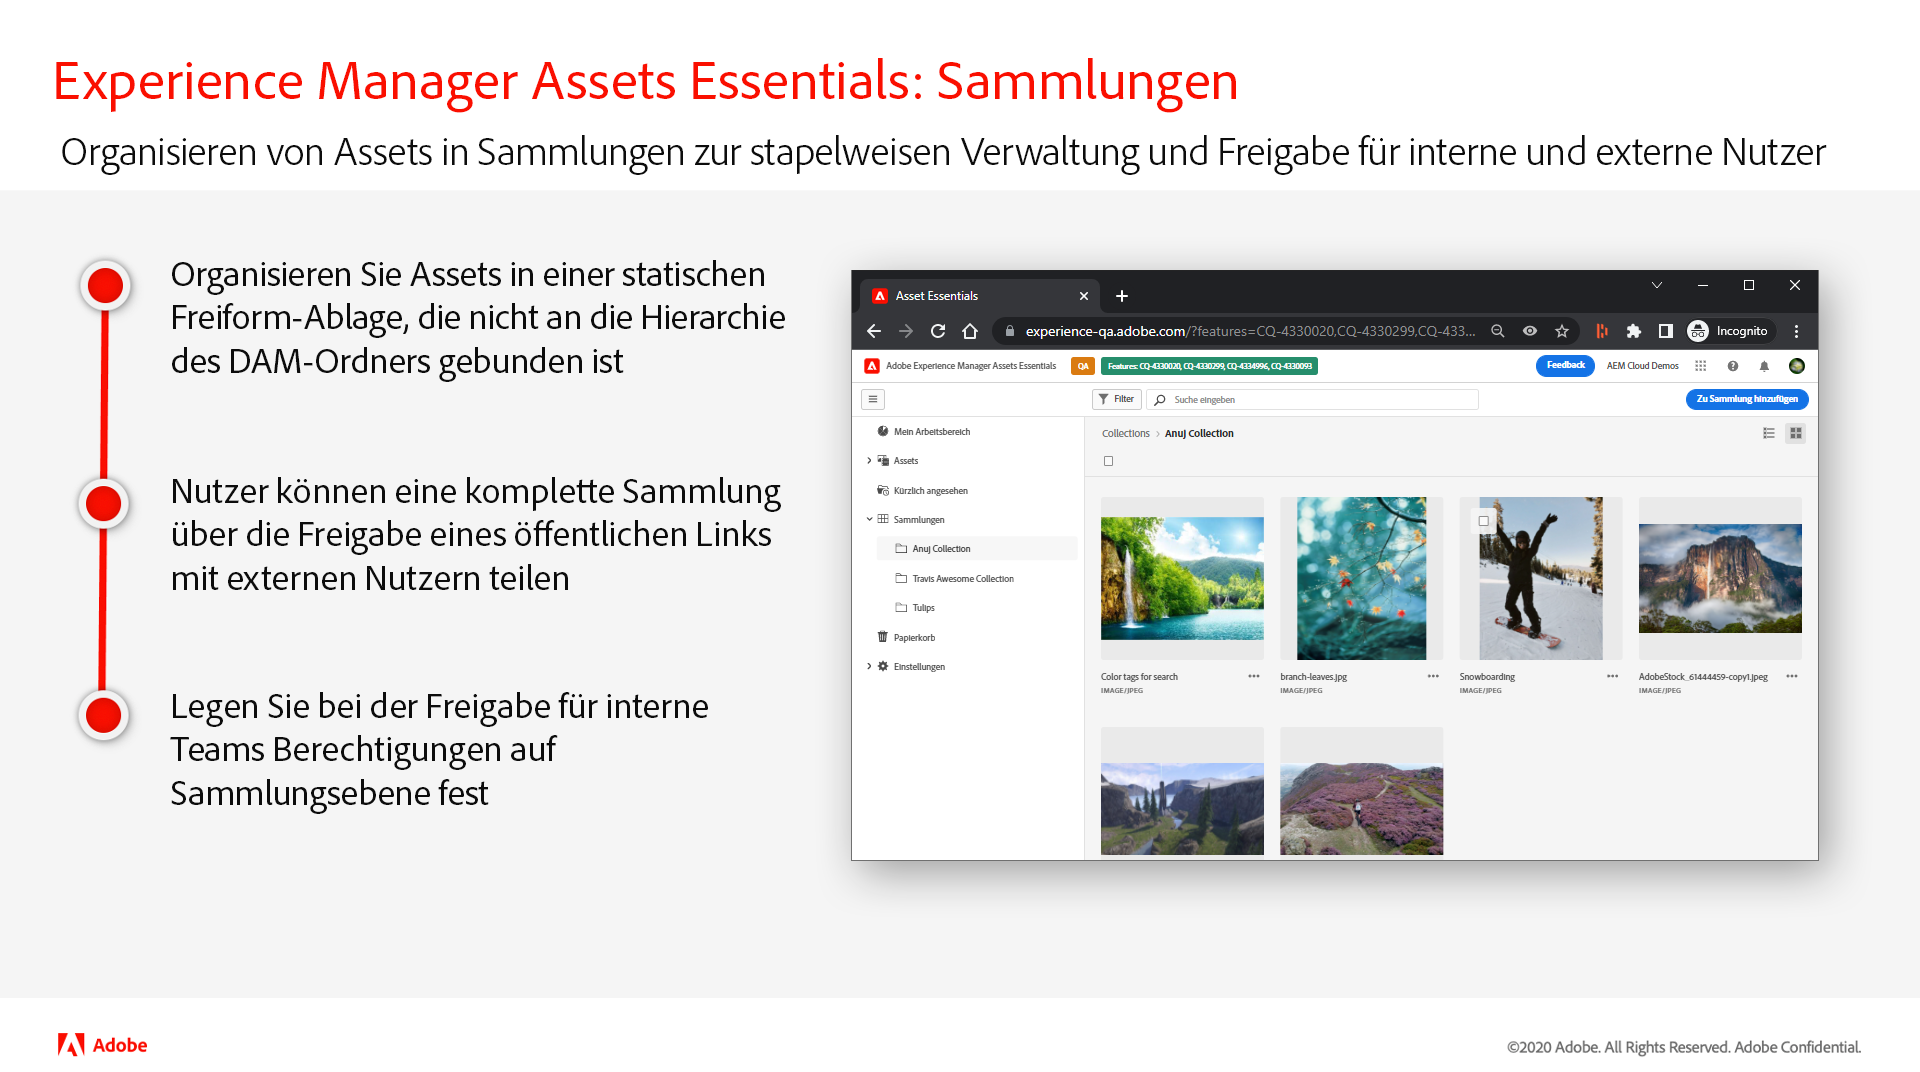 Experience Manager Assets Essentials: Sammlungen
Organisieren von Assets in Sammlungen zur stapelweisen Verwaltung und Freigabe für interne und externe Nutzer
Organisieren Sie Assets in einer statischen
Freiform-Ablage, die nicht an die Hierarchie
des DAM-Ordners gebunden ist
Nutzer können eine komplette Sammlung
über die Freigabe eines öffentlichen Links
mit externen Nutzern teilen
Legen Sie bei der Freigabe für interne
Teams Berechtigungen auf
Sammlungsebene fest
Asset Essentials
experience-qa.adobe.com/?features=CQ-4330020,CQ-4330299,CQ-433...
Incognito
Adobe Experience Manager Assets Essentials
QA
Features: CQ-4330020, CQ-4330299, CQ-4334996, CQ-4330093
Feedback
AEM Cloud Demos
Filter
Suche eingeben
Zu Sammlung hinzufügen
Mein Arbeitsbereich
Assets
Kürzlich angesehen
Sammlungen
Anuj Collection
Travis Awesome Collection
Tulips
Papierkorb
Einstellungen
Collections › Anuj Collection
Color tags for search
IMAGE/JPEG
branch-leaves.jpg
IMAGE/JPEG
Snowboarding
IMAGE/JPEG
AdobeStock_61444459-copy1.jpeg
IMAGE/JPEG
Adobe
©2020 Adobe. All Rights Reserved. Adobe Confidential.